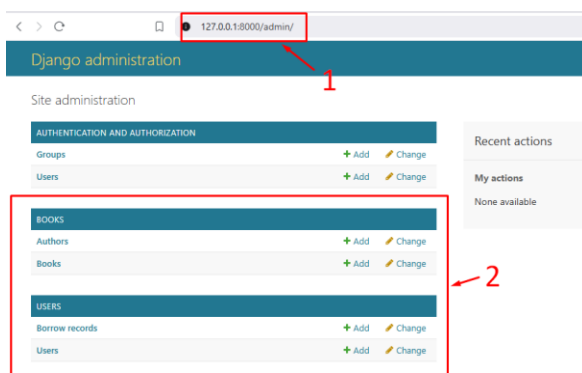 127.0.0.1:8000/admin/
1
Django administration
Site administration
AUTHENTICATION AND AUTHORIZATION
Groups + Add Change
Users + Add Change
Recent actions
My actions
None available
BOOKS
Authors + Add Change
Books + Add Change
2
USERS
Borrow records + Add Change
Users + Add Change